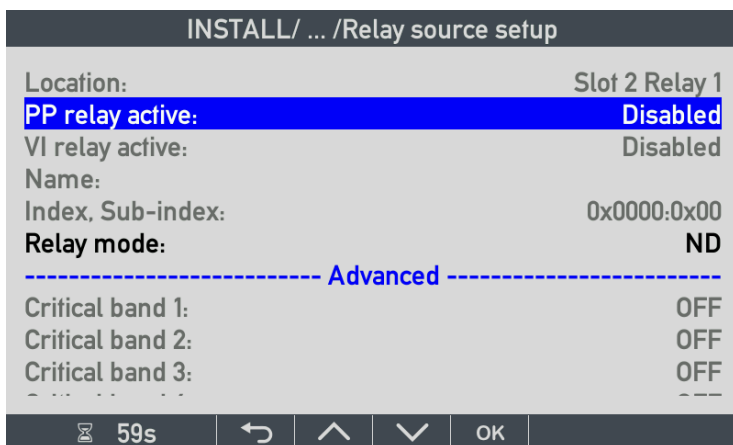 INSTALL/ ... /Relay source setup
Location: Slot 2 Relay 1
PP relay active: Disabled
VI relay active: Disabled
Name:
Index, Sub-index: 0x0000:0x00
Relay mode: ND
Advanced
Critical band 1: OFF
Critical band 2: OFF
Critical band 3: OFF
59s OK